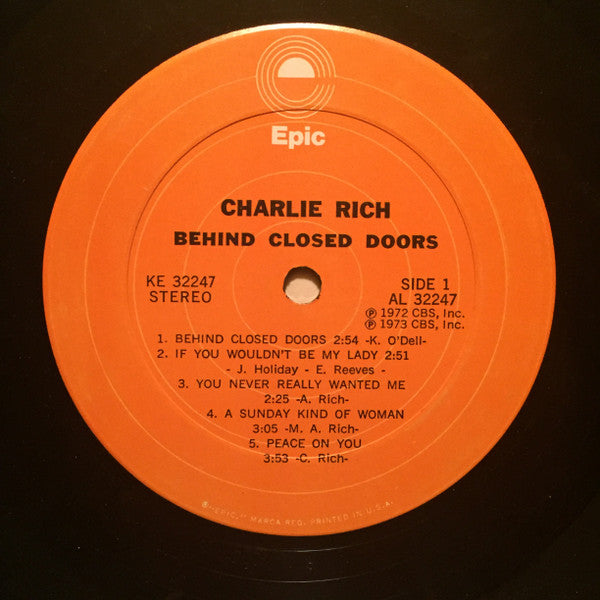 Epic
CHARLIE RICH
BEHIND CLOSED DOORS
KE 32247
STEREO
SIDE 1
AL 32247
℗ 1972 CBS, Inc.
℗ 1973 CBS, Inc.
1. BEHIND CLOSED DOORS 2:54 -K. O'Dell-
2. IF YOU WOULDN'T BE MY LADY 2:51
- J. Holiday - E. Reeves -
3. YOU NEVER REALLY WANTED ME
2:25 -A. Rich-
4. A SUNDAY KIND OF WOMAN
3:05 -M. A. Rich-
5. PEACE ON YOU
3:53 -C. Rich-
®"EPIC," MARCA REG. PRINTED IN U.S.A.